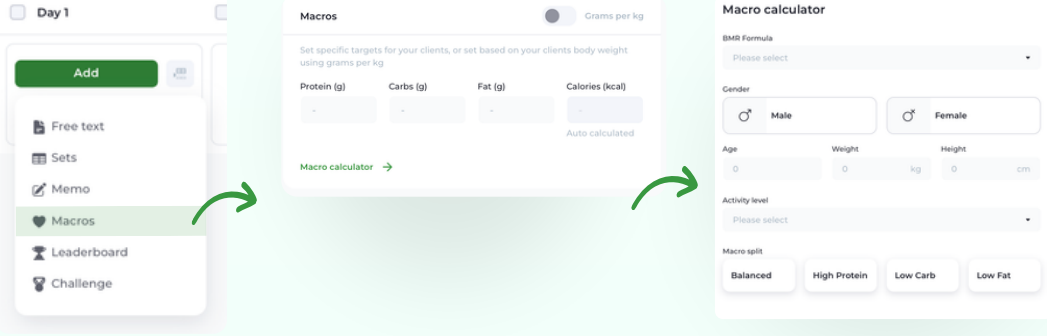 Day 1
Add
Free text
Sets
Memo
Macros
Leaderboard
Challenge
Macros
Grams per kg
Set specific targets for your clients, or set based on your clients body weight
using grams per kg
Protein (g) Carbs (g) Fat (g) Calories (kcal)
- - - -
Auto calculated
Macro calculator →
Macro calculator
BMR Formula
Please select
Gender
Male Female
Age Weight Height
0 0 kg 0 cm
Activity level
Please select
Macro split
Balanced High Protein Low Carb Low Fat